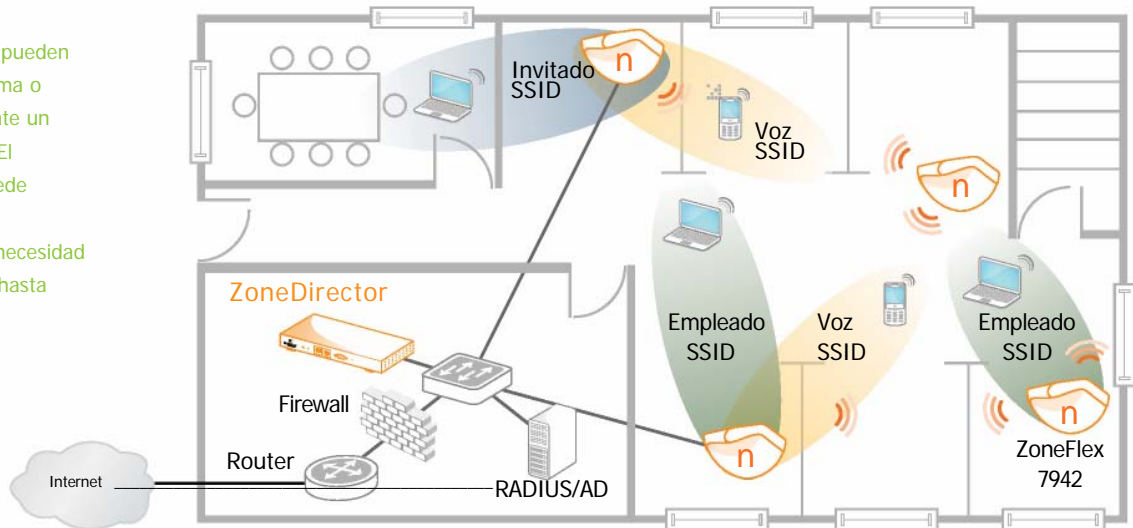 pueden
ma o
te un
El
ede
necesidad
hasta
Invitado
SSID
n
Voz
SSID
n
ZoneDirector
Empleado
SSID
Voz
SSID
Empleado
SSID
Firewall
n
n
ZoneFlex
7942
Router
Internet
RADIUS/AD